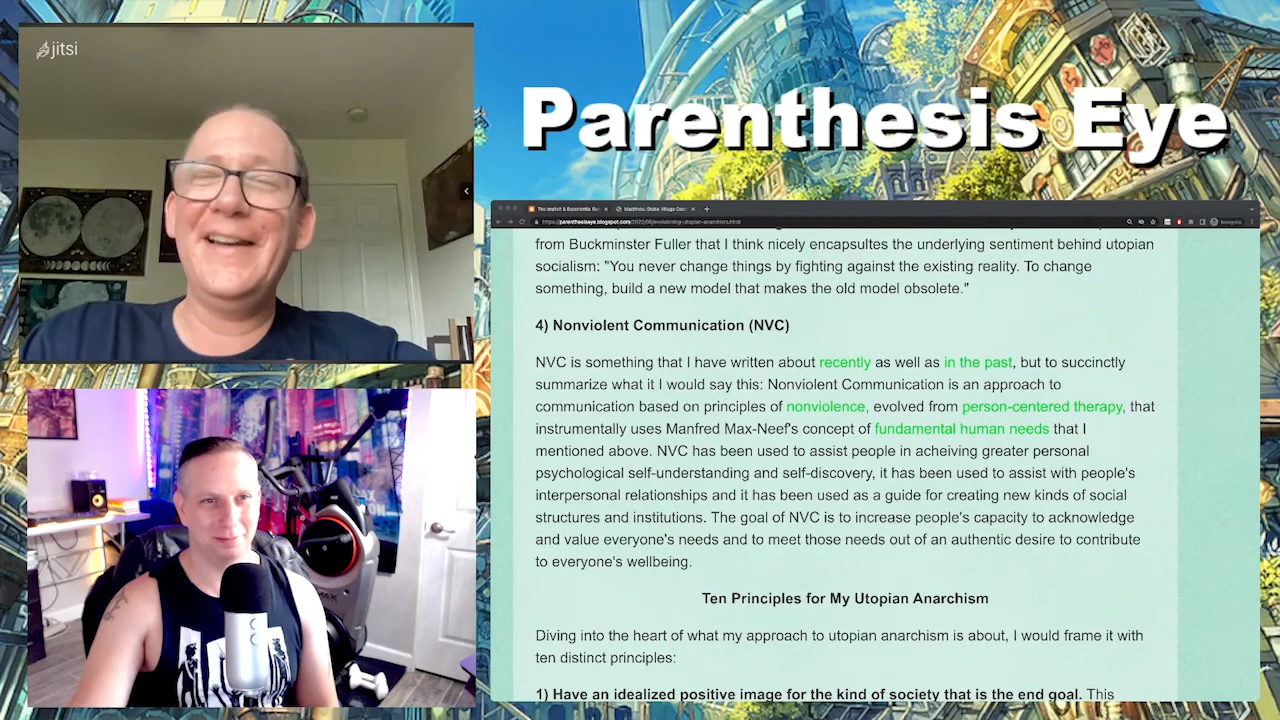 jitsi
Parenthesis Eye
https://parenthesiseye.blogspot.com/2022/06/envisioning-utopian-anarchism.html
from Buckminster Fuller that I think nicely encapsultes the underlying sentiment behind utopian
socialism: "You never change things by fighting against the existing reality. To change
something, build a new model that makes the old model obsolete."
4) Nonviolent Communication (NVC)
NVC is something that I have written about recently as well as in the past, but to succinctly
summarize what it I would say this: Nonviolent Communication is an approach to
communication based on principles of nonviolence, evolved from person-centered therapy, that
instrumentally uses Manfred Max-Neef's concept of fundamental human needs that I
mentioned above. NVC has been used to assist people in acheiving greater personal
psychological self-understanding and self-discovery, it has been used to assist with people's
interpersonal relationships and it has been used as a guide for creating new kinds of social
structures and institutions. The goal of NVC is to increase people's capacity to acknowledge
and value everyone's needs and to meet those needs out of an authentic desire to contribute
to everyone's wellbeing.
Ten Principles for My Utopian Anarchism
Diving into the heart of what my approach to utopian anarchism is about, I would frame it with
ten distinct principles:
1) Have an idealized positive image for the kind of society that is the end goal. This